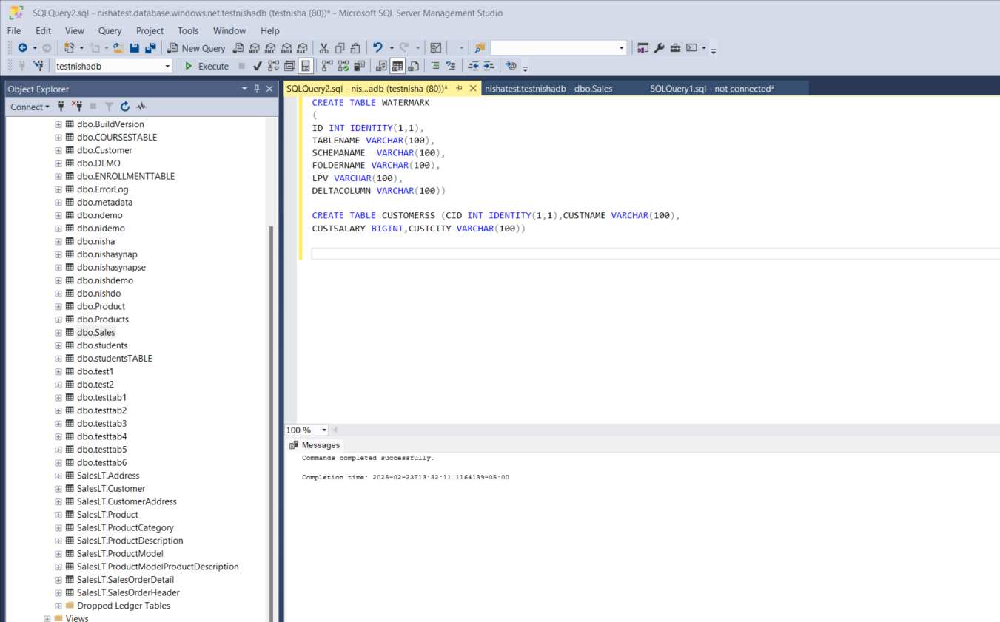 SQLQuery2.sql - nishatest.database.windows.net.testnishadb (testnisha (80))* - Microsoft SQL Server Management Studio
File Edit View Query Project Tools Window Help
New Query MDX DMX XMLA DAX
testnishadb Execute
Object Explorer
Connect
dbo.BuildVersion
dbo.COURSESTABLE
dbo.Customer
dbo.DEMO
dbo.ENROLLMENTTABLE
dbo.ErrorLog
dbo.metadata
dbo.ndemo
dbo.nidemo
dbo.nisha
dbo.nishasynap
dbo.nishasynapse
dbo.nishdemo
dbo.nishdo
dbo.Product
dbo.Products
dbo.Sales
dbo.students
dbo.studentsTABLE
dbo.test1
dbo.test2
dbo.testtab1
dbo.testtab2
dbo.testtab3
dbo.testtab4
dbo.testtab5
dbo.testtab6
SalesLT.Address
SalesLT.Customer
SalesLT.CustomerAddress
SalesLT.Product
SalesLT.ProductCategory
SalesLT.ProductDescription
SalesLT.ProductModel
SalesLT.ProductModelProductDescription
SalesLT.SalesOrderDetail
SalesLT.SalesOrderHeader
Dropped Ledger Tables
Views
SQLQuery2.sql - nis...adb (testnisha (80))* nishatest.testnishadb - dbo.Sales SQLQuery1.sql - not connected*
CREATE TABLE WATERMARK
(
ID INT IDENTITY(1,1),
TABLENAME VARCHAR(100),
SCHEMANAME  VARCHAR(100),
FOLDERNAME VARCHAR(100),
LPV VARCHAR(100),
DELTACOLUMN VARCHAR(100))
CREATE TABLE CUSTOMERSS (CID INT IDENTITY(1,1),CUSTNAME VARCHAR(100),
CUSTSALARY BIGINT,CUSTCITY VARCHAR(100))
100 %
Messages
Commands completed successfully.
Completion time: 2025-02-23T13:32:11.1164139-05:00